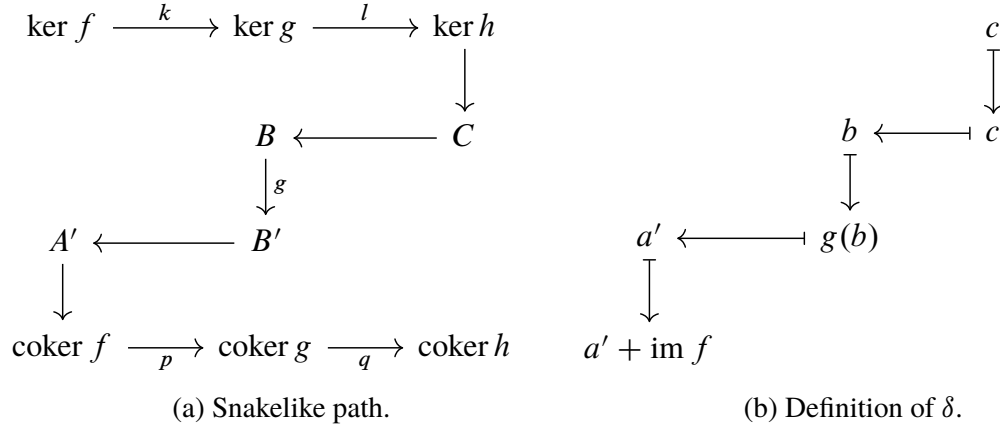 k l
ker f ker g ker h c
B C b c
g
A′ B′ a′ g(b)
coker f coker g coker h a′ + im f
p q
(a) Snakelike path. (b) Definition of δ.